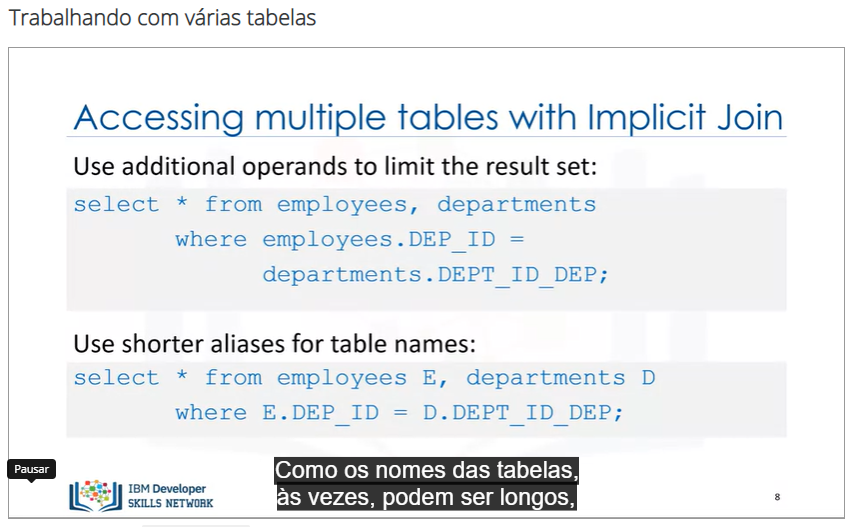 Trabalhando com várias tabelas
Accessing multiple tables with Implicit Join
Use additional operands to limit the result set:
select * from employees, departments
where employees.DEP_ID =
departments.DEPT_ID_DEP;
Use shorter aliases for table names:
select * from employees E, departments D
where E.DEP_ID = D.DEPT_ID_DEP;
Como os nomes das tabelas,
às vezes, podem ser longos,
Pausar
IBM Developer
SKILLS NETWORK
8